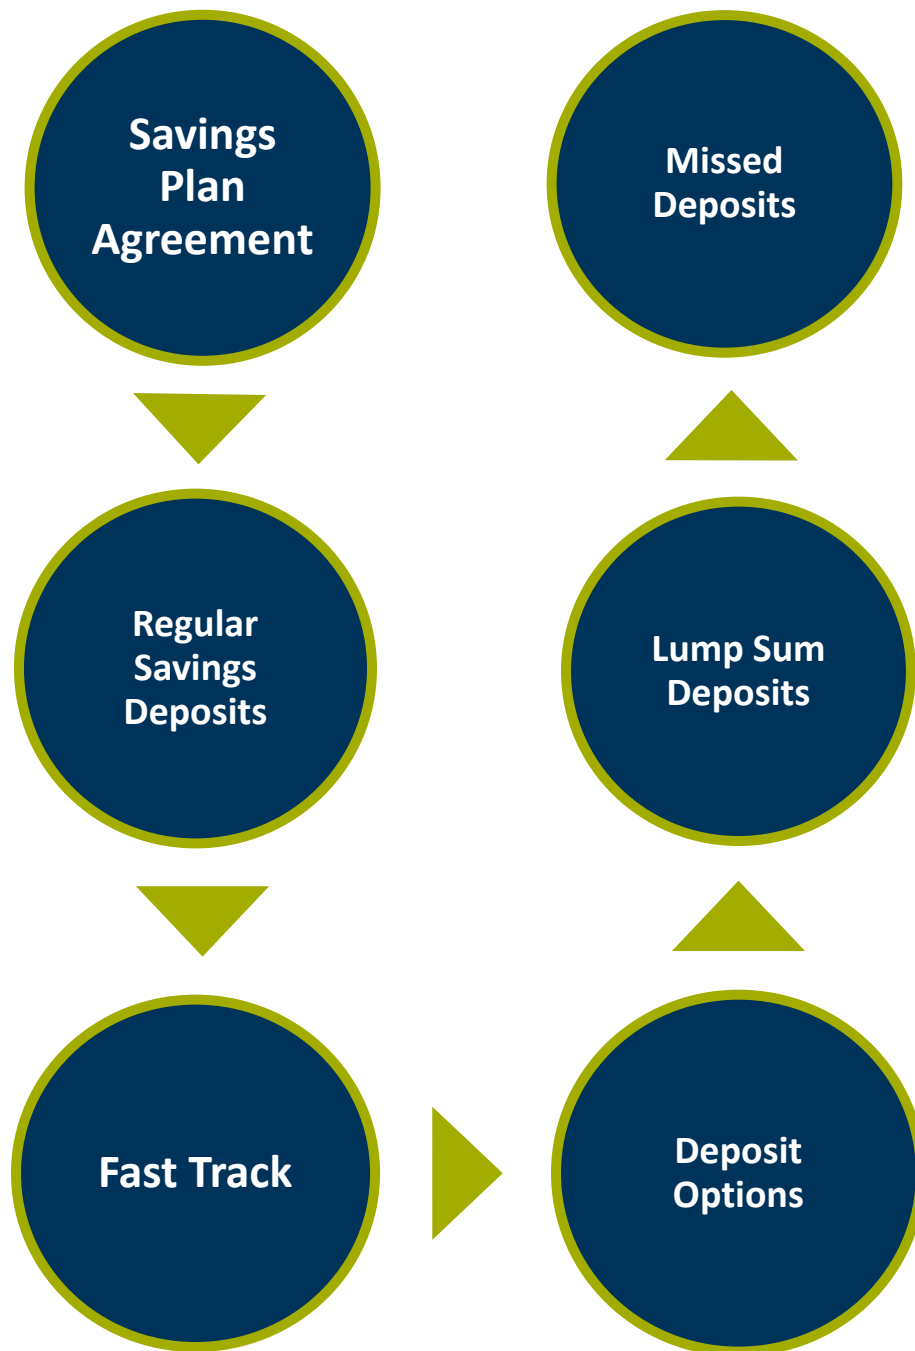 Savings
Plan
Agreement
Regular
Savings
Deposits
Fast Track
Deposit
Options
Lump Sum
Deposits
Missed
Deposits